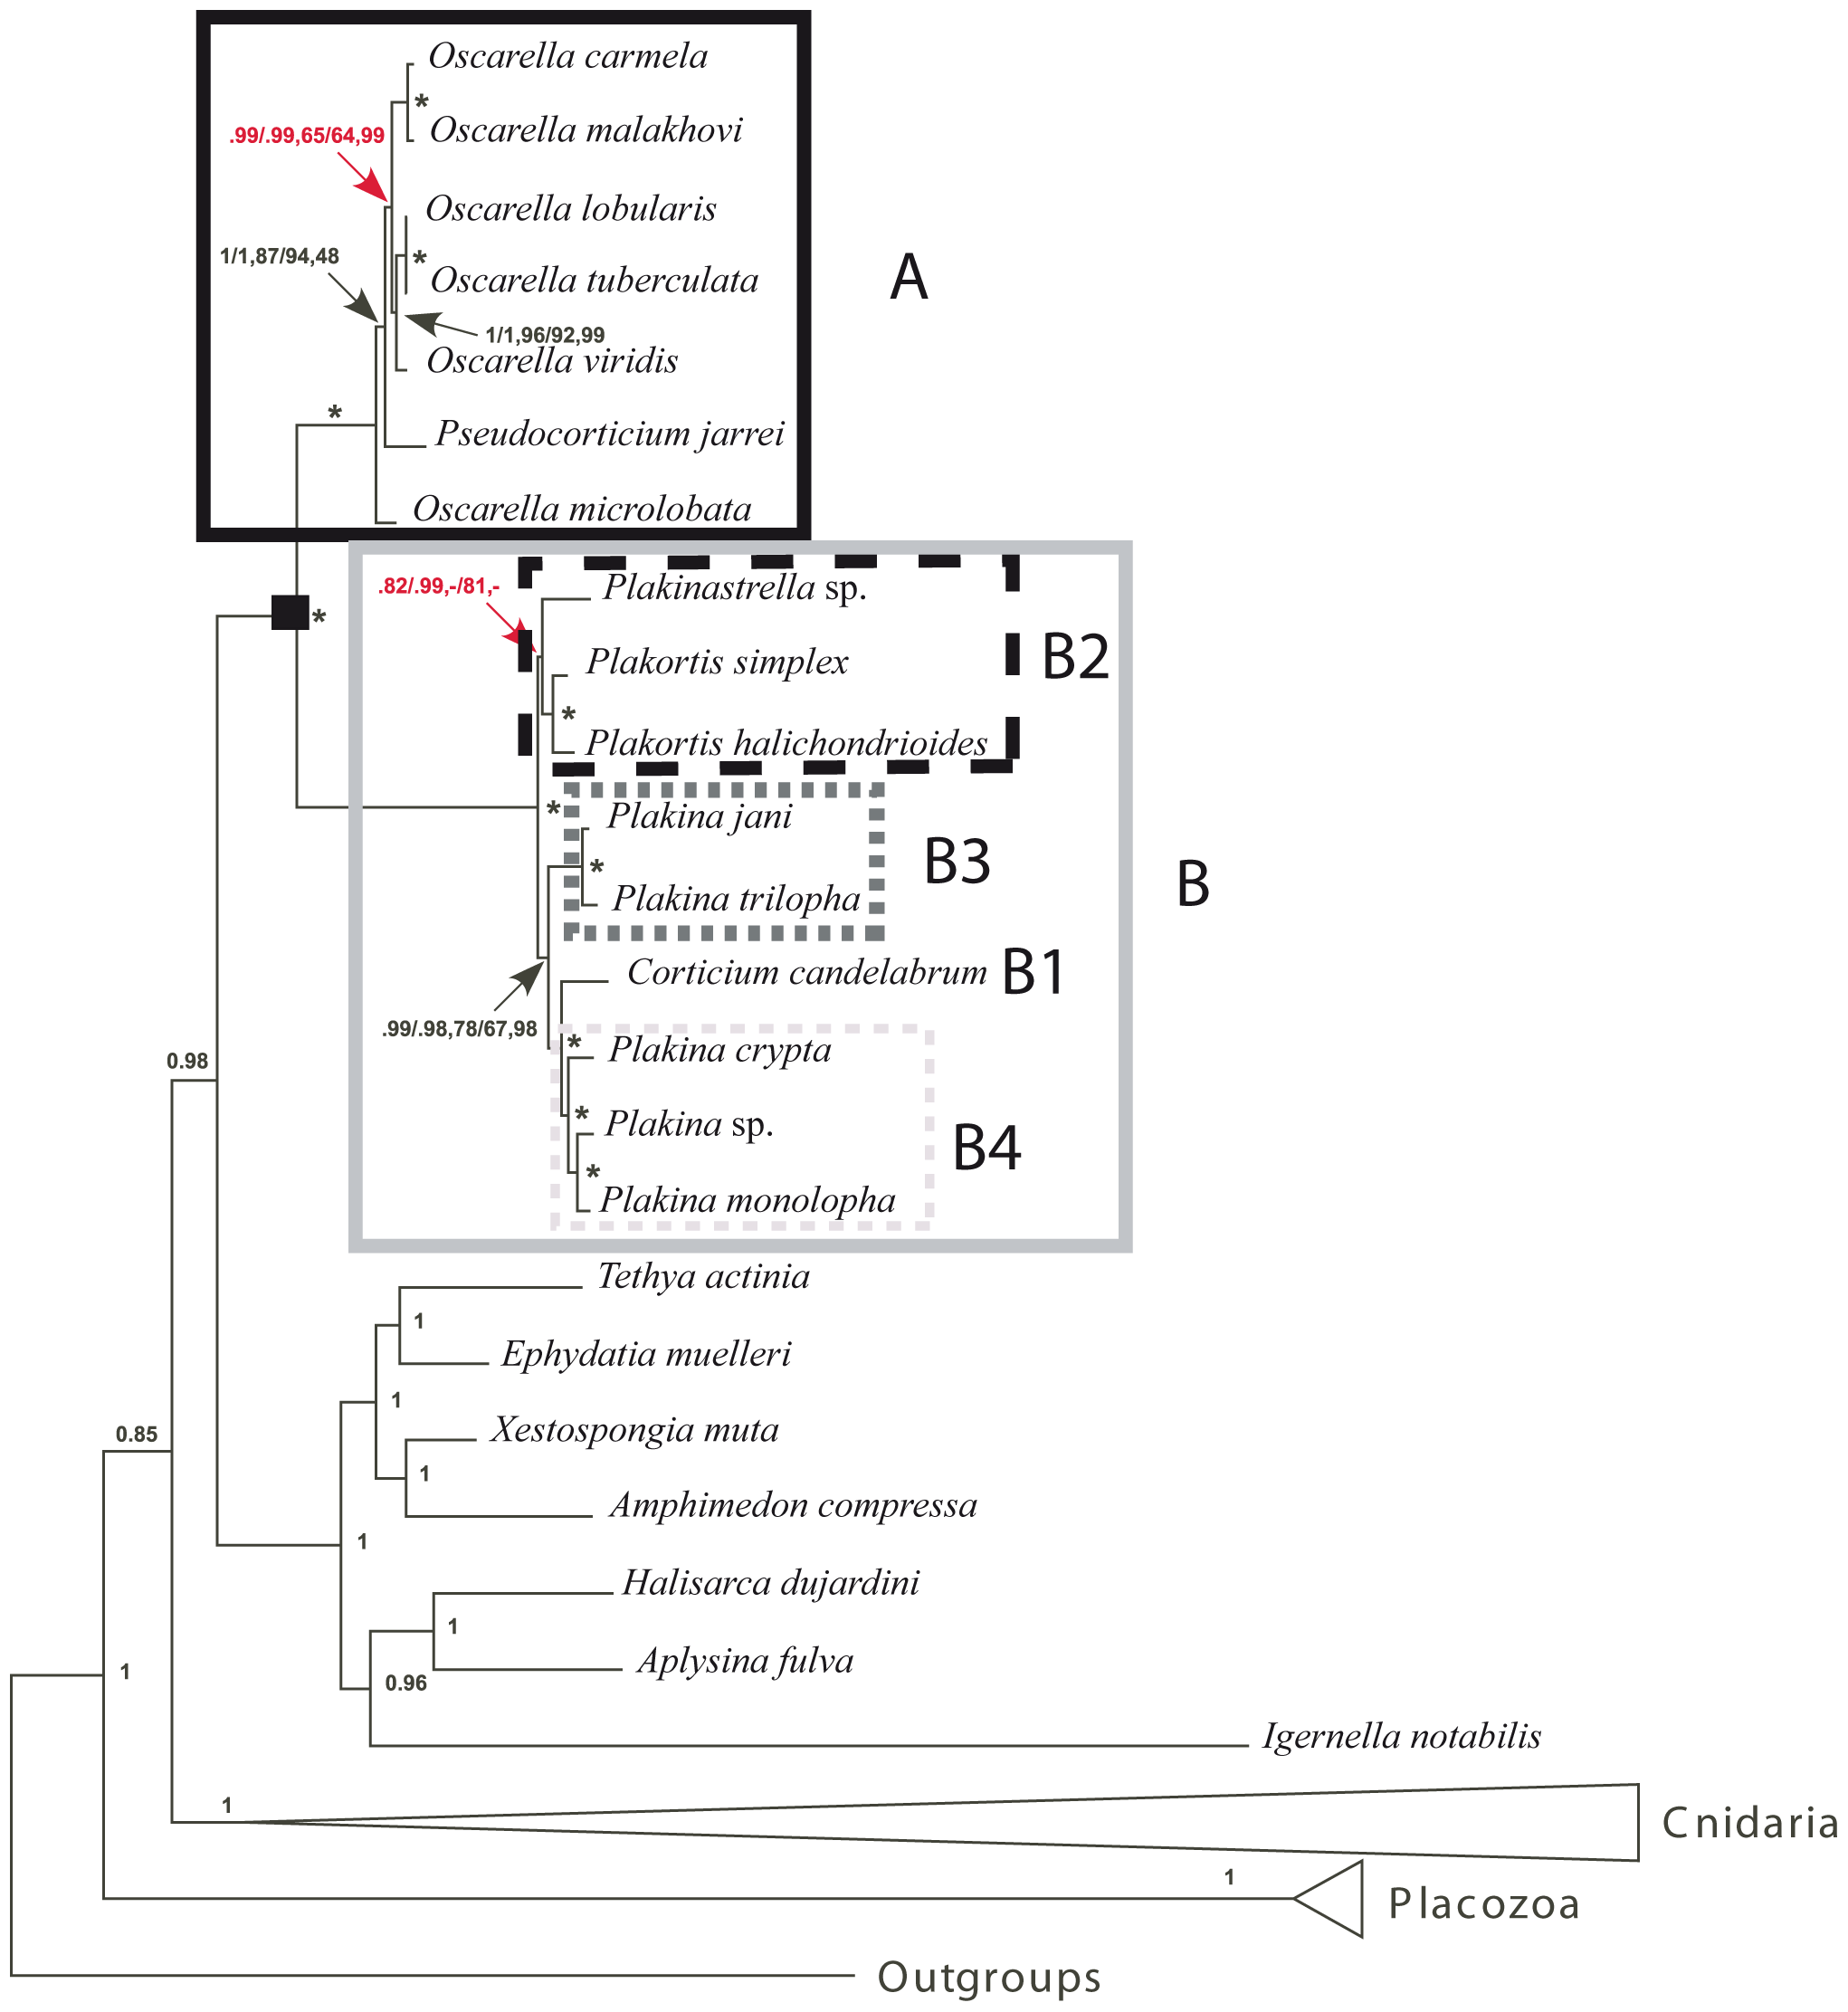 Oscarella carmela
*
.99/.99,65/64,99
Oscarella malakhovi
Oscarella lobularis
1/1,87/94,48
*
A
Oscarella tuberculata
1/1,96/92,99
Oscarella viridis
*
Pseudocorticium jarrei
Oscarella microlobata
.82/.99,-/81,-
Plakinastrella sp.
*
B2
Plakortis simplex
*
Plakortis halichondrioides
*
Plakina jani
B3
*
B
Plakina trilopha
Corticium candelabrum B1
.99/.98,78/67,98
*
Plakina crypta
0.98
*
Plakina sp.
B4
*
Plakina monolopha
Tethya actinia
1
Ephydatia muelleri
1
0.85
Xestospongia muta
1
Amphimedon compressa
1
Halisarca dujardini
1
Aplysina fulva
1
0.96
Igernella notabilis
1
Cnidaria
1
Placozoa
Outgroups